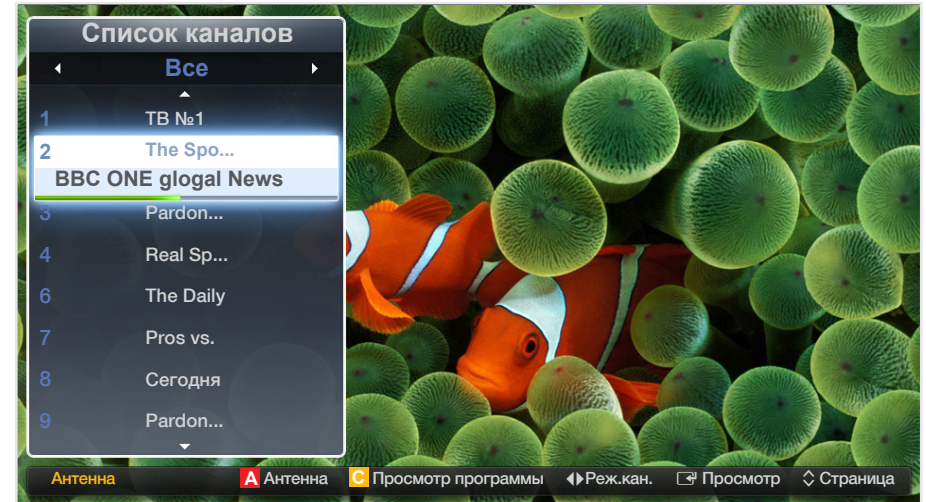 Список каналов
Все
1 ТВ №1
2 The Spo...
BBC ONE glogal News
3 Pardon...
4 Real Sp...
6 The Daily
7 Pros vs.
8 Сегодня
9 Pardon...
Антенна A Антенна C Просмотр программы Реж.кан. Просмотр Страница